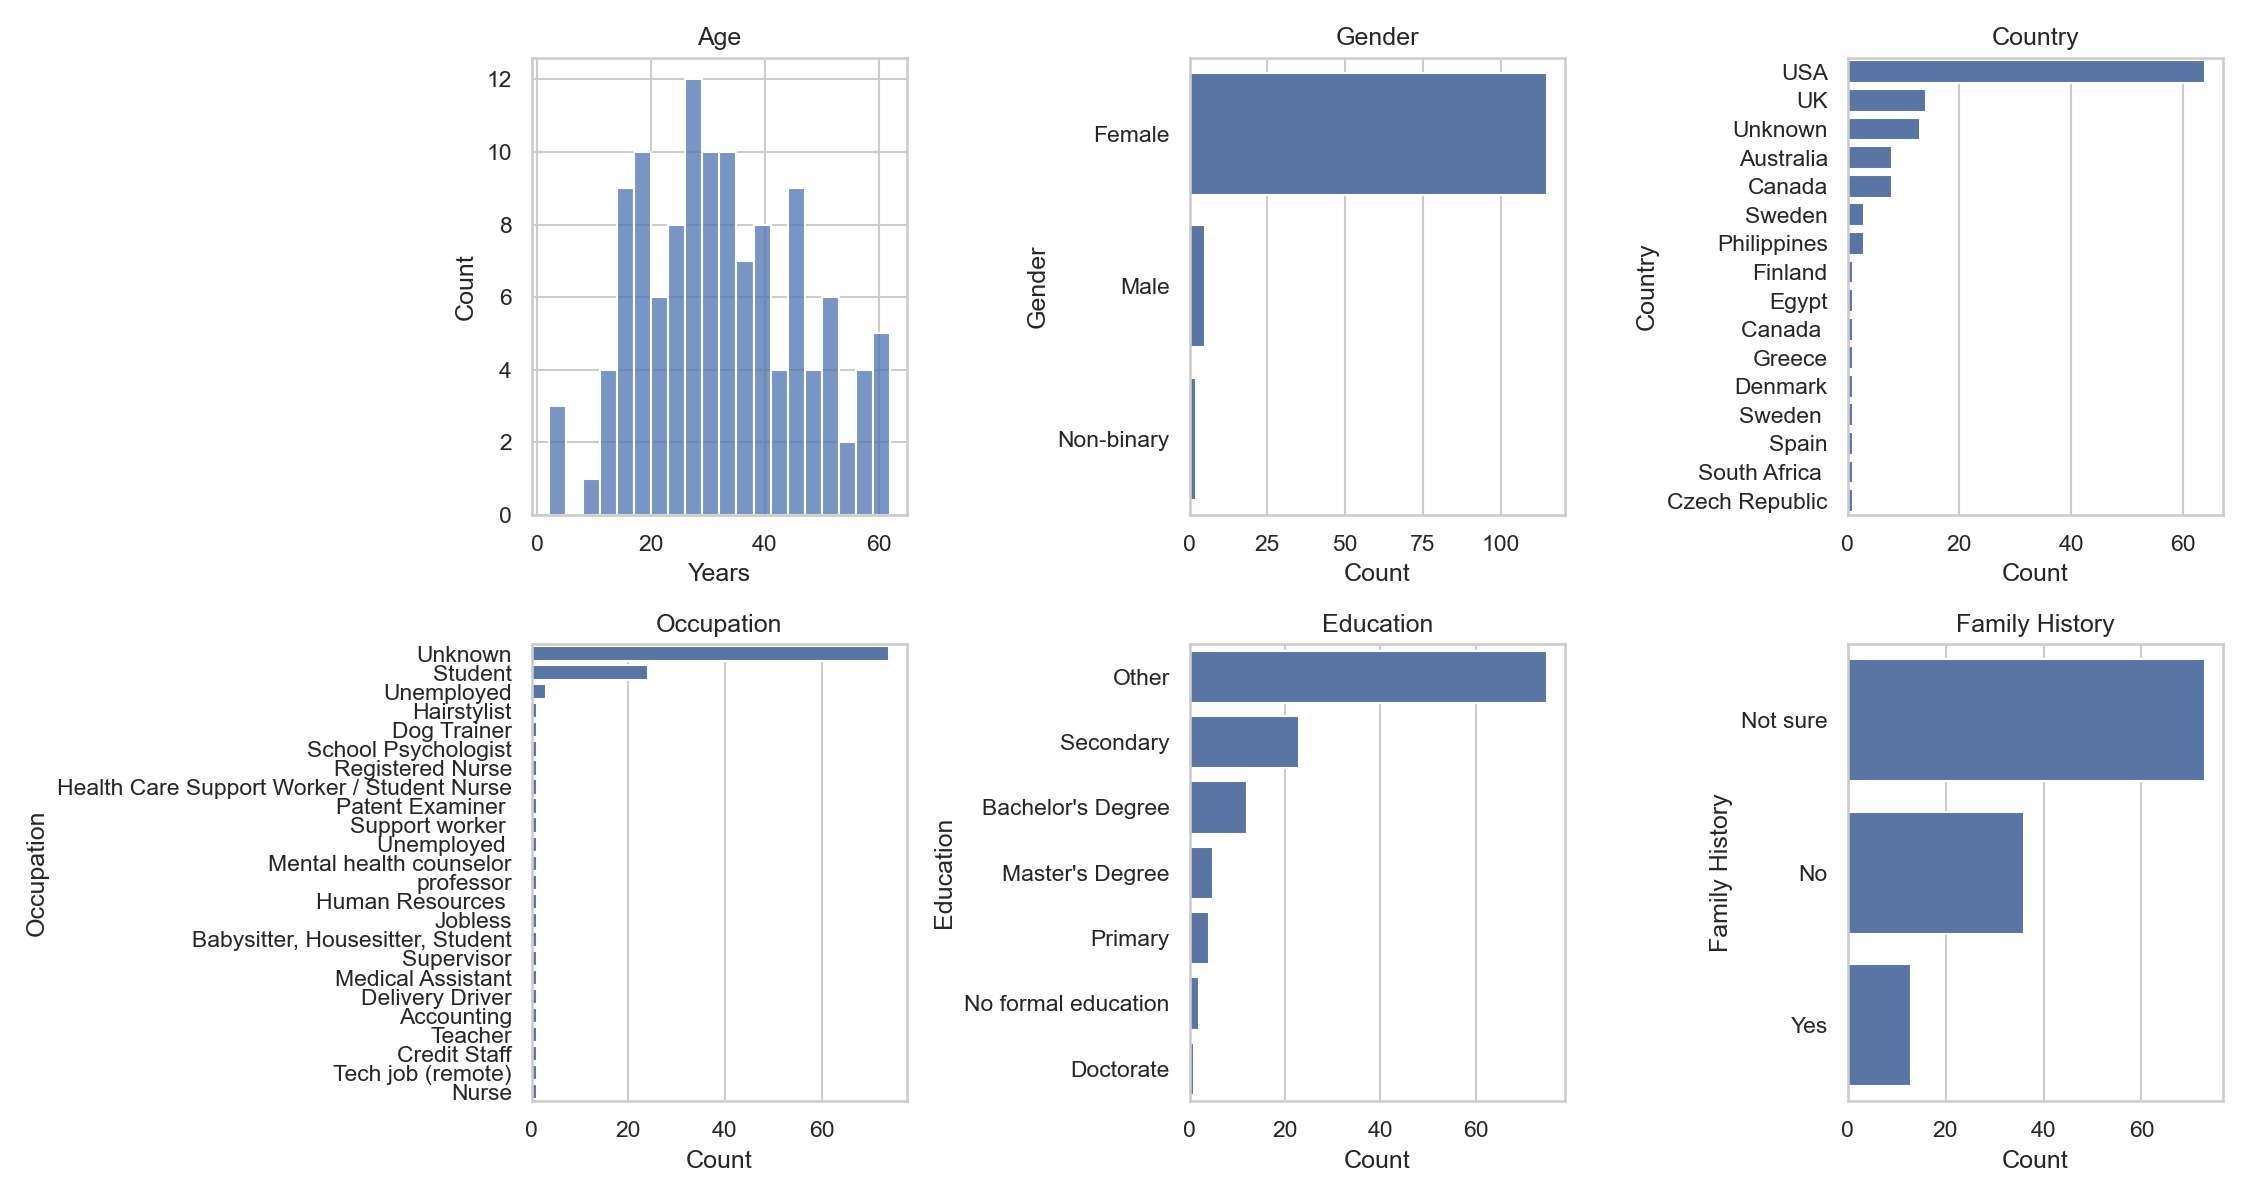 Age
Count
12
10
8
6
4
2
0
0
20
40
60
Years
Gender
Gender
Female
Male
Non-binary
0
25
50
75
100
Count
Country
Country
USA
UK
Unknown
Australia
Canada
Sweden
Philippines
Finland
Egypt
Canada
Greece
Denmark
Sweden
Spain
South Africa
Czech Republic
0
20
40
60
Count
Occupation
Occupation
Unknown
Student
Unemployed
Hairstylist
Dog Trainer
School Psychologist
Registered Nurse
Health Care Support Worker / Student Nurse
Patent Examiner
Support worker
Unemployed
Mental health counselor
professor
Human Resources
Jobless
Babysitter, Housesitter, Student
Supervisor
Medical Assistant
Delivery Driver
Accounting
Teacher
Credit Staff
Tech job (remote)
Nurse
0
20
40
60
Count
Education
Education
Other
Secondary
Bachelor's Degree
Master's Degree
Primary
No formal education
Doctorate
0
20
40
60
Count
Family History
Family History
Not sure
No
Yes
0
20
40
60
Count